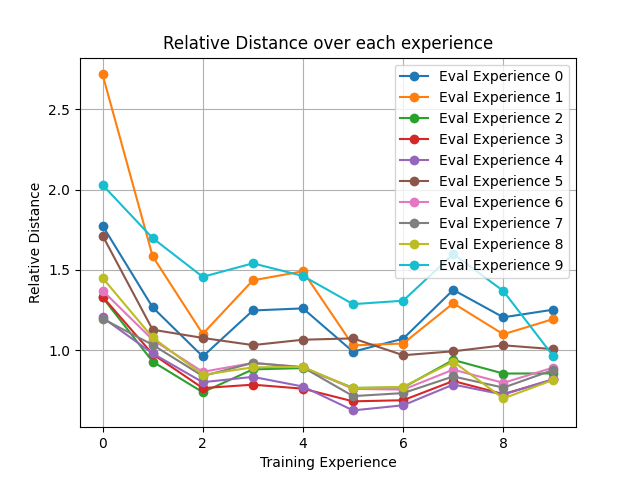 Relative Distance over each experience
Relative Distance
2.5
2.0
1.5
1.0
Eval Experience 0
Eval Experience 1
Eval Experience 2
Eval Experience 3
Eval Experience 4
Eval Experience 5
Eval Experience 6
Eval Experience 7
Eval Experience 8
Eval Experience 9
0 2 4 6 8
Training Experience